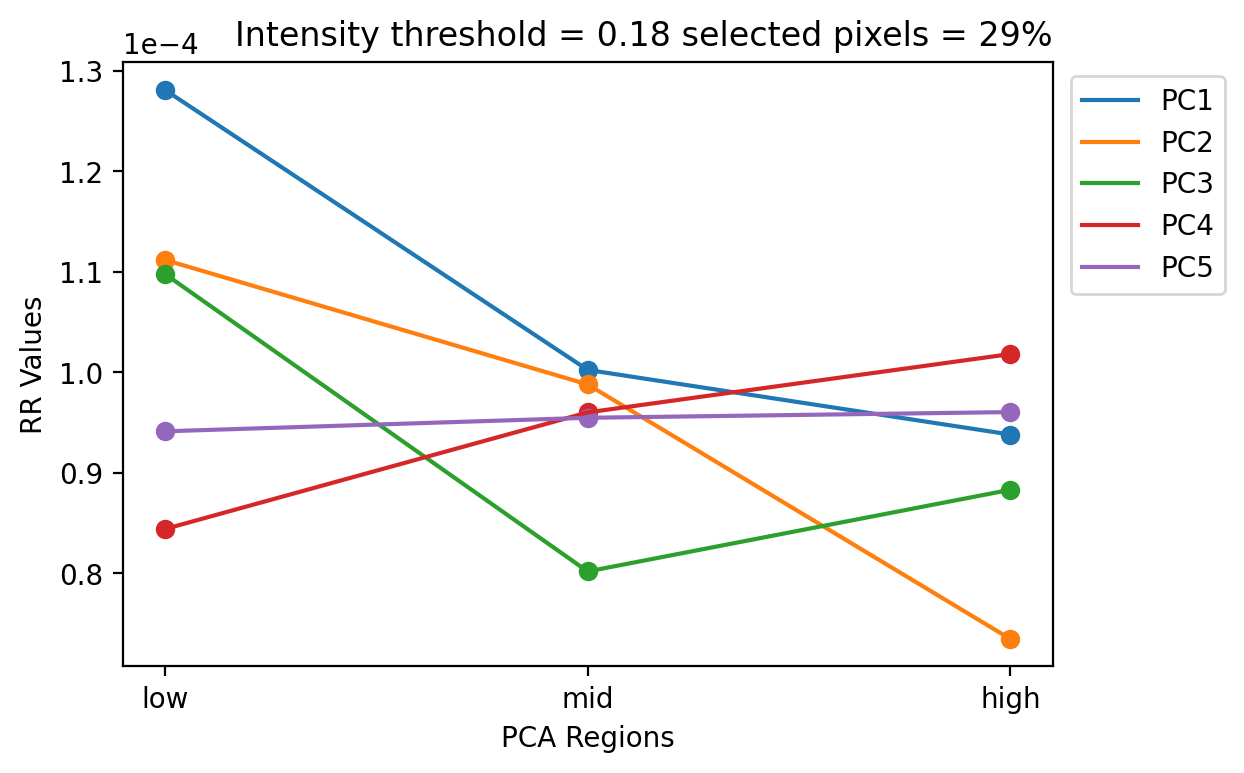 Intensity threshold = 0.18 selected pixels = 29%
1e−4
1.3
1.2
1.1
1.0
0.9
0.8
RR Values
low
mid
high
PCA Regions
PC1
PC2
PC3
PC4
PC5